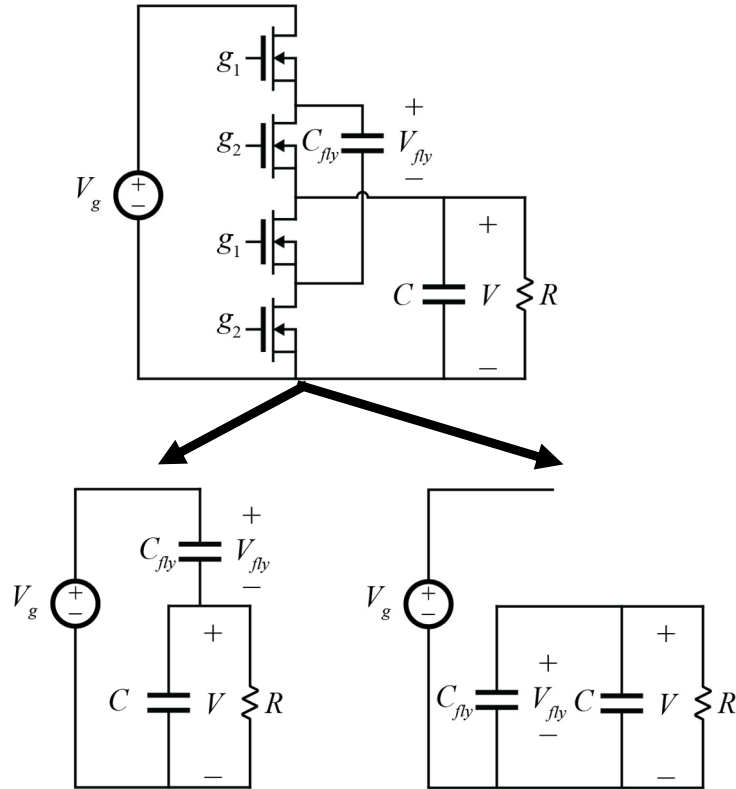 g1
+
g2 Cfly Vfly
−
Vg + −
g1
+
C V R
g2
−
+
Cfly Vfly
−
Vg + −
+
C V R
−
Vg + −
+
+
Cfly Vfly C V R
−
−